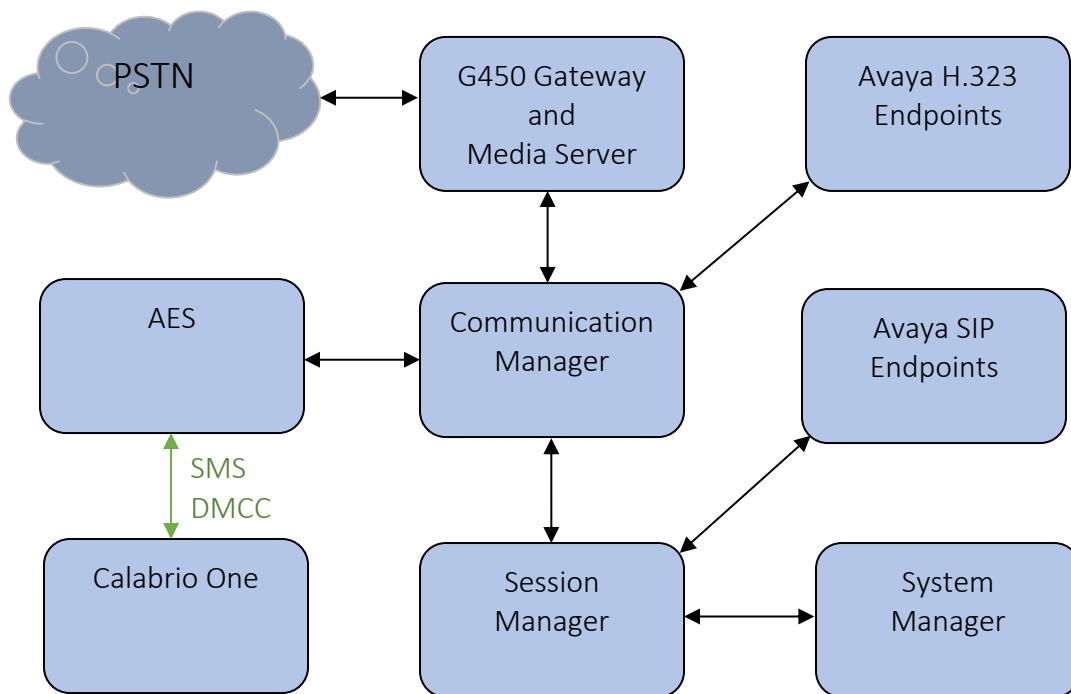 PSTN
G450 Gateway
and
Media Server
Avaya H.323
Endpoints
AES
Communication
Manager
Avaya SIP
Endpoints
SMS
DMCC
Calabrio One
Session
Manager
System
Manager